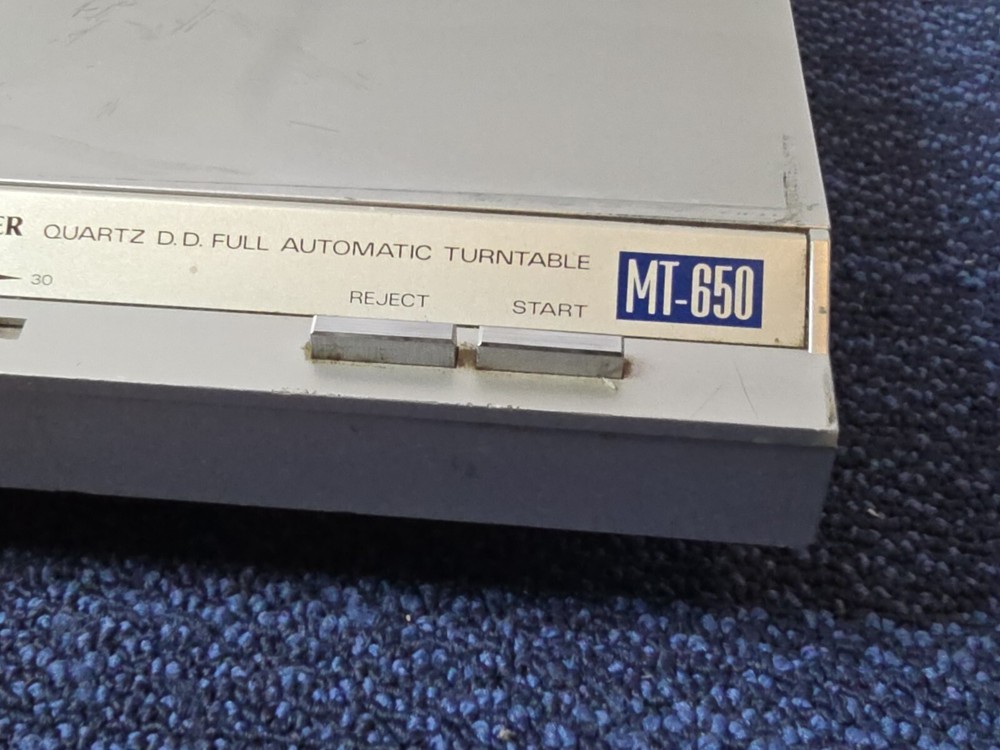 ER QUARTZ D.D. FULL AUTOMATIC TURNTABLE
MT-650
30
REJECT START